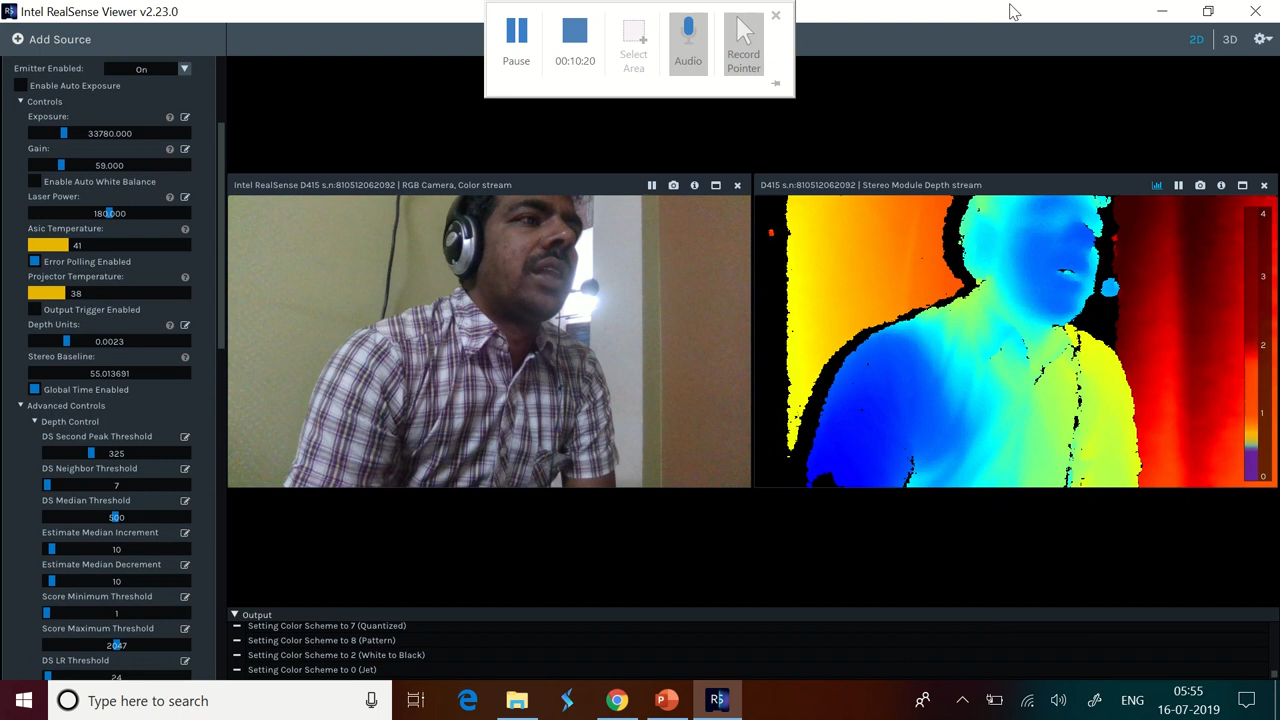 Intel RealSense Viewer v2.23.0
Pause
00:10:20
Select Area
Audio
Record Pointer
Add Source
2D
3D
Emitter Enabled: On
Enable Auto Exposure
Controls
Exposure:
33780.000
Gain:
59.000
Enable Auto White Balance
Laser Power:
180.000
Asic Temperature:
41
Error Polling Enabled
Projector Temperature:
38
Output Trigger Enabled
Depth Units:
0.0023
Stereo Baseline:
55.013691
Global Time Enabled
Advanced Controls
Depth Control
DS Second Peak Threshold
325
DS Neighbor Threshold
7
DS Median Threshold
500
Estimate Median Increment
10
Estimate Median Decrement
10
Score Minimum Threshold
1
Score Maximum Threshold
2047
DS LR Threshold
24
Intel RealSense D415 s.n:810512062092 | RGB Camera, Color stream
D415 s.n:810512062092 | Stereo Module Depth stream
4
3
2
1
0
Output
Setting Color Scheme to 7 (Quantized)
Setting Color Scheme to 8 (Pattern)
Setting Color Scheme to 2 (White to Black)
Setting Color Scheme to 0 (Jet)
Type here to search
RS
ENG
05:55
16-07-2019